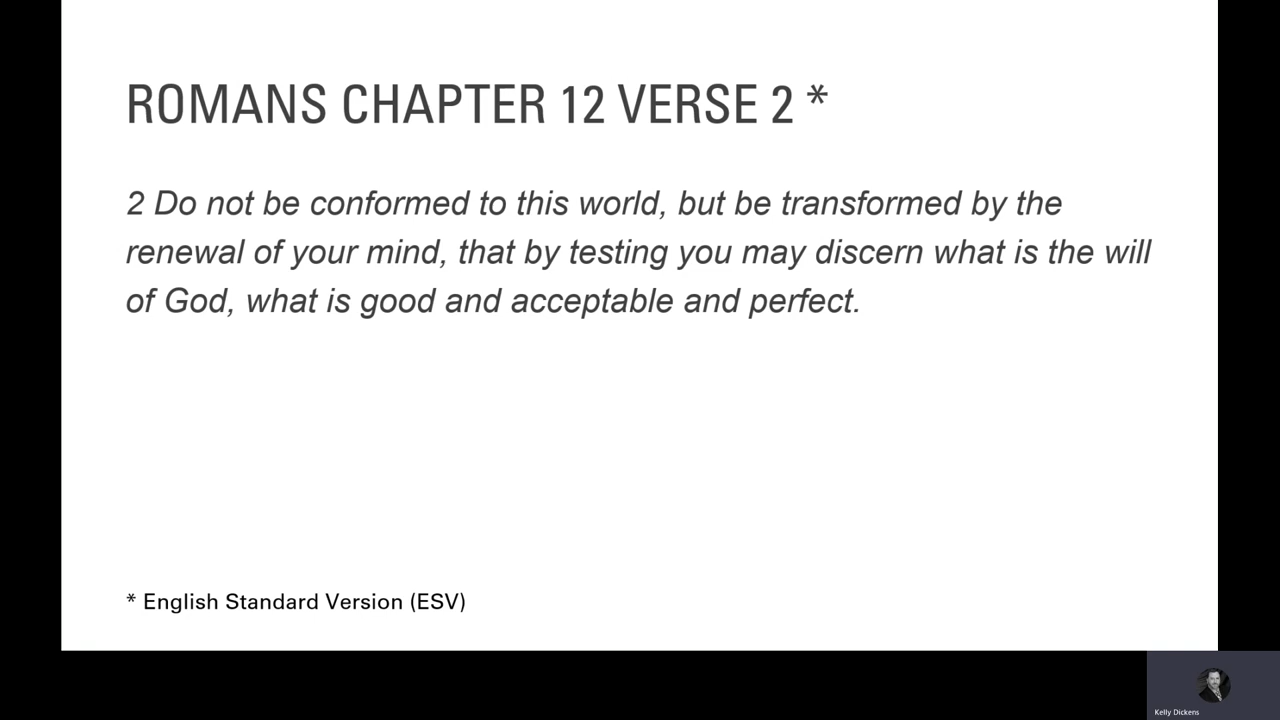 ROMANS CHAPTER 12 VERSE 2 *
2 Do not be conformed to this world, but be transformed by the
renewal of your mind, that by testing you may discern what is the will
of God, what is good and acceptable and perfect.
* English Standard Version (ESV)
Kelly Dickens